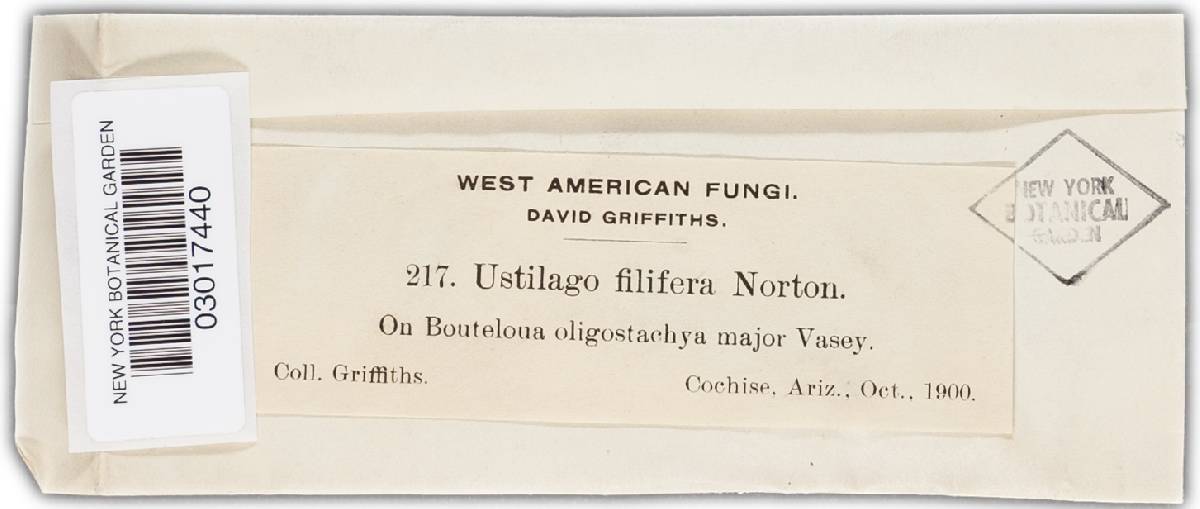 NEW YORK BOTANICAL GARDEN
03017440
WEST AMERICAN FUNGI.
DAVID GRIFFITHS.
217. Ustilago filifera Norton.
On Bouteloua oligostachya major Vasey.
Coll. Griffiths.
Cochise, Ariz., Oct., 1900.
NEW YORK
BOTANICAL
GARDEN